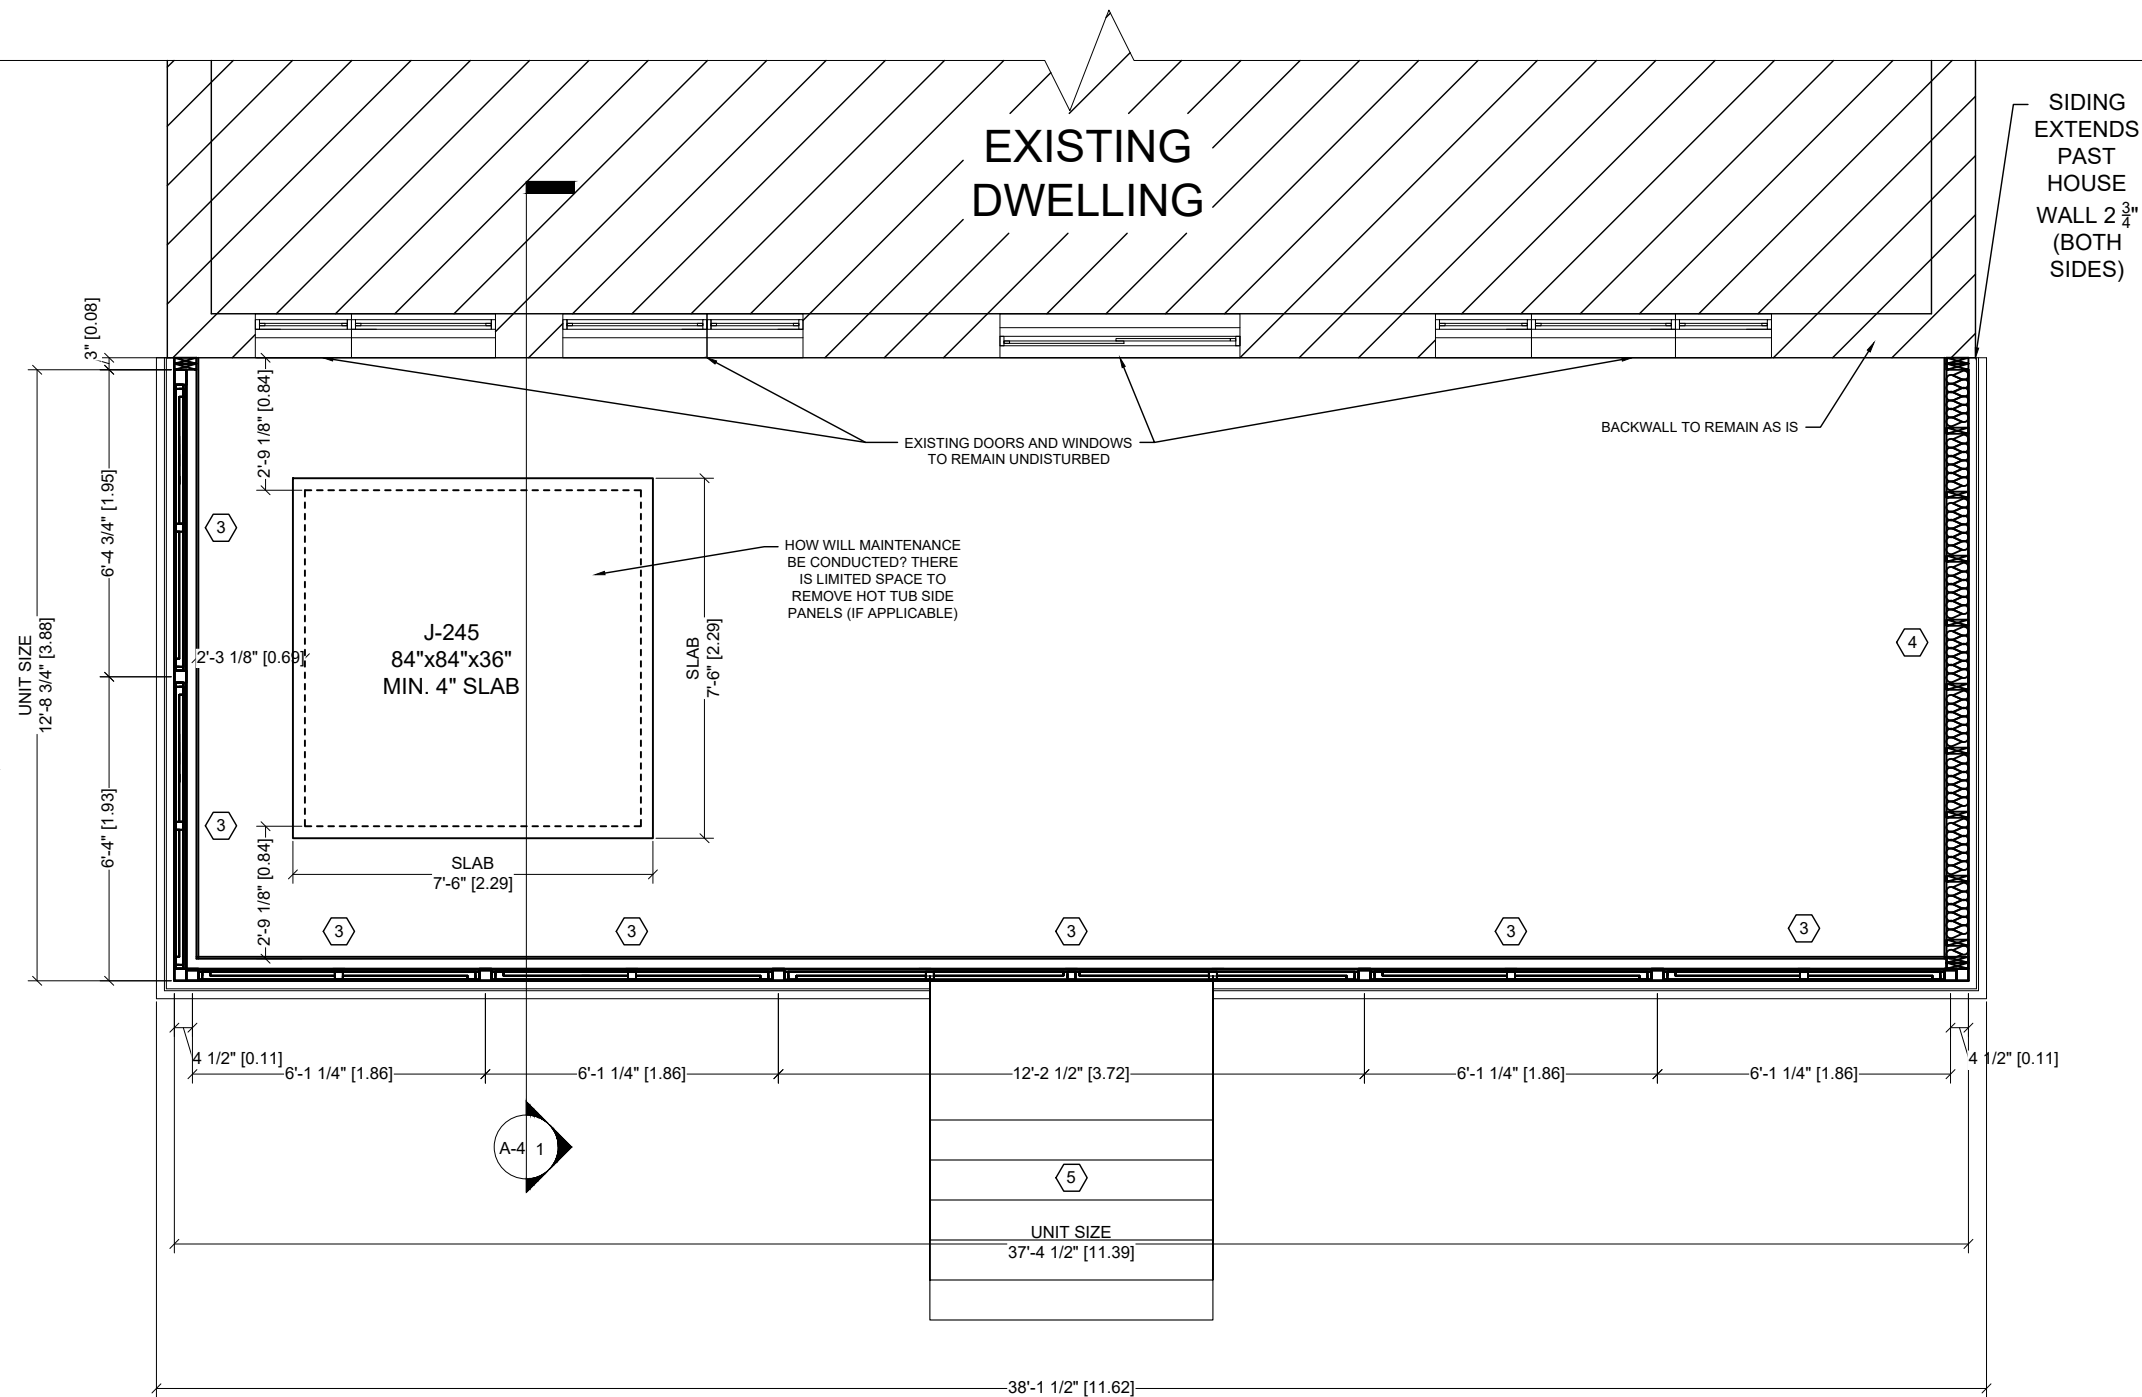 EXISTING
DWELLING
SIDING
EXTENDS
PAST
HOUSE
WALL 2 3/4"
(BOTH
SIDES)
3" [0.08]
2'-9 1/8" [0.84]
EXISTING DOORS AND WINDOWS
TO REMAIN UNDISTURBED
BACKWALL TO REMAIN AS IS
6'-4 3/4" [1.95]
3
HOW WILL MAINTENANCE
BE CONDUCTED? THERE
IS LIMITED SPACE TO
REMOVE HOT TUB SIDE
PANELS (IF APPLICABLE)
UNIT SIZE
12'-8 3/4" [3.88]
2'-3 1/8" [0.69]
J-245
84"x84"x36"
MIN. 4" SLAB
SLAB
7'-6" [2.29]
4
6'-4" [1.93]
3
2'-9 1/8" [0.84]
SLAB
7'-6" [2.29]
3
3
3
3
3
4 1/2" [0.11]
6'-1 1/4" [1.86]
6'-1 1/4" [1.86]
12'-2 1/2" [3.72]
6'-1 1/4" [1.86]
6'-1 1/4" [1.86]
4 1/2" [0.11]
A-4 1
5
UNIT SIZE
37'-4 1/2" [11.39]
38'-1 1/2" [11.62]